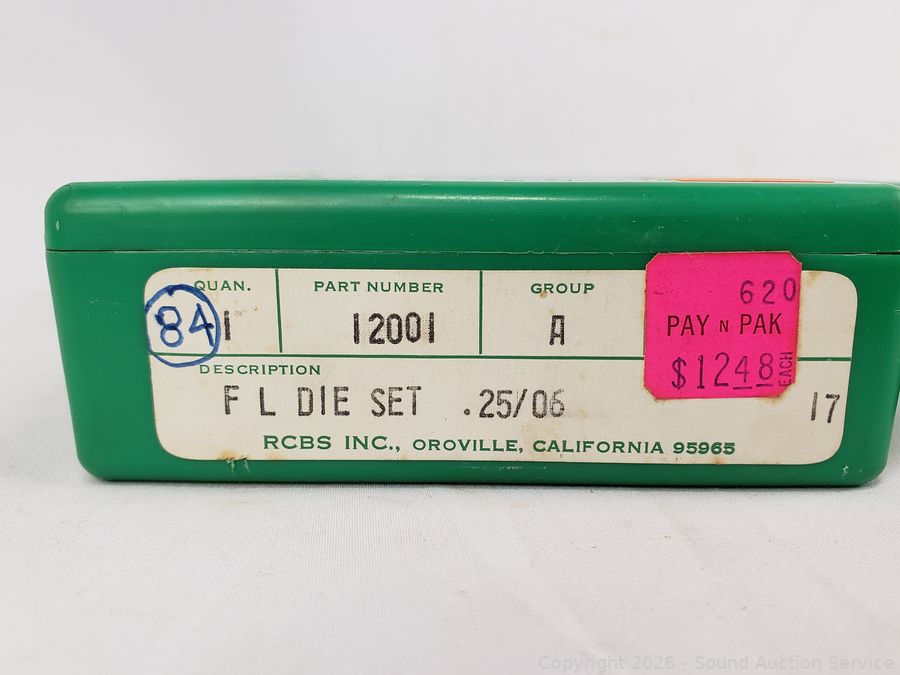 QUAN.
PART NUMBER
GROUP
84
1
12001
A
620
PAY N PAK
$12.48
EACH
DESCRIPTION
F L DIE SET .25/06
17
RCBS INC., OROVILLE, CALIFORNIA 95965
Copyright 2026 - Sound Auction Service